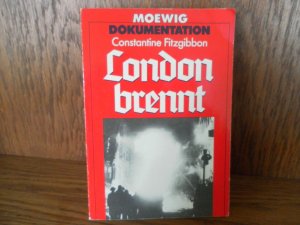 MOEWIG
DOKUMENTATION
Constantine Fitzgibbon
London
brennt